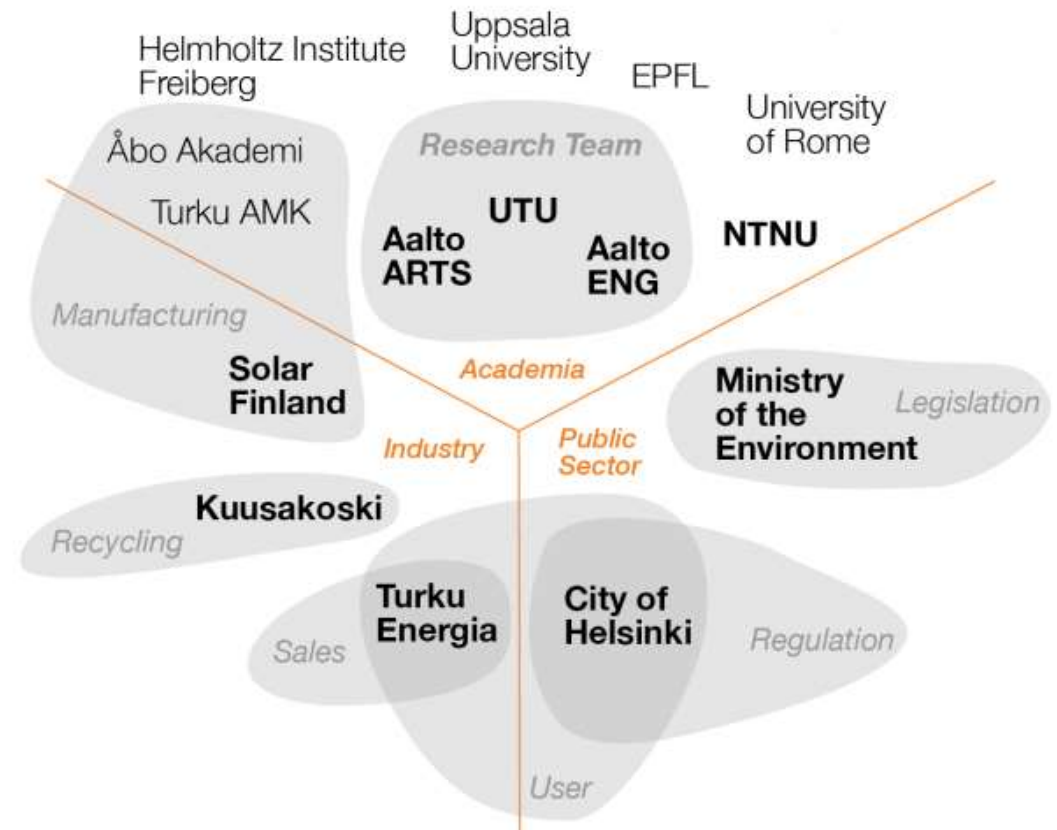 Helmholtz Institute
Freiberg
Uppsala
University
EPFL
University
of Rome
Åbo Akademi
Research Team
Turku AMK
UTU
Aalto
ARTS
Aalto
ENG
NTNU
Manufacturing
Solar
Finland
Academia
Ministry
of the
Environment
Legislation
Industry
Public
Sector
Kuusakoski
Recycling
Turku
Energia
City of
Helsinki
Sales
Regulation
User